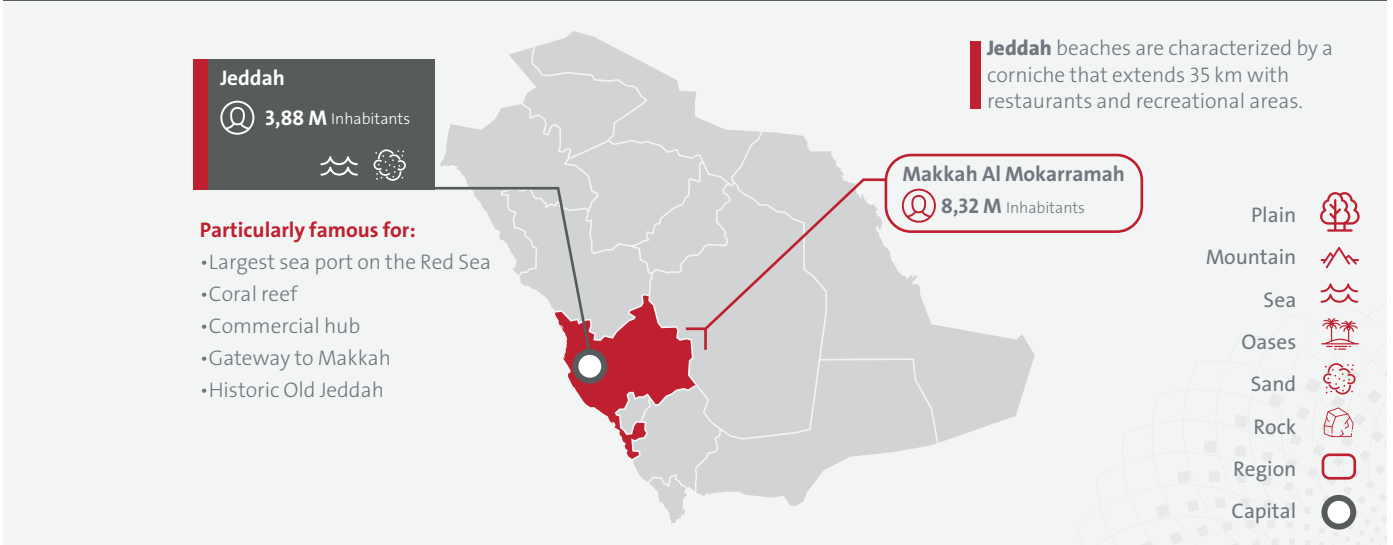 Jeddah
3,88 M Inhabitants
Particularly famous for:
•Largest sea port on the Red Sea
•Coral reef
•Commercial hub
•Gateway to Makkah
•Historic Old Jeddah
Jeddah beaches are characterized by a
corniche that extends 35 km with
restaurants and recreational areas.
Makkah Al Mokarramah
8,32 M Inhabitants
Plain
Mountain
Sea
Oases
Sand
Rock
Region
Capital